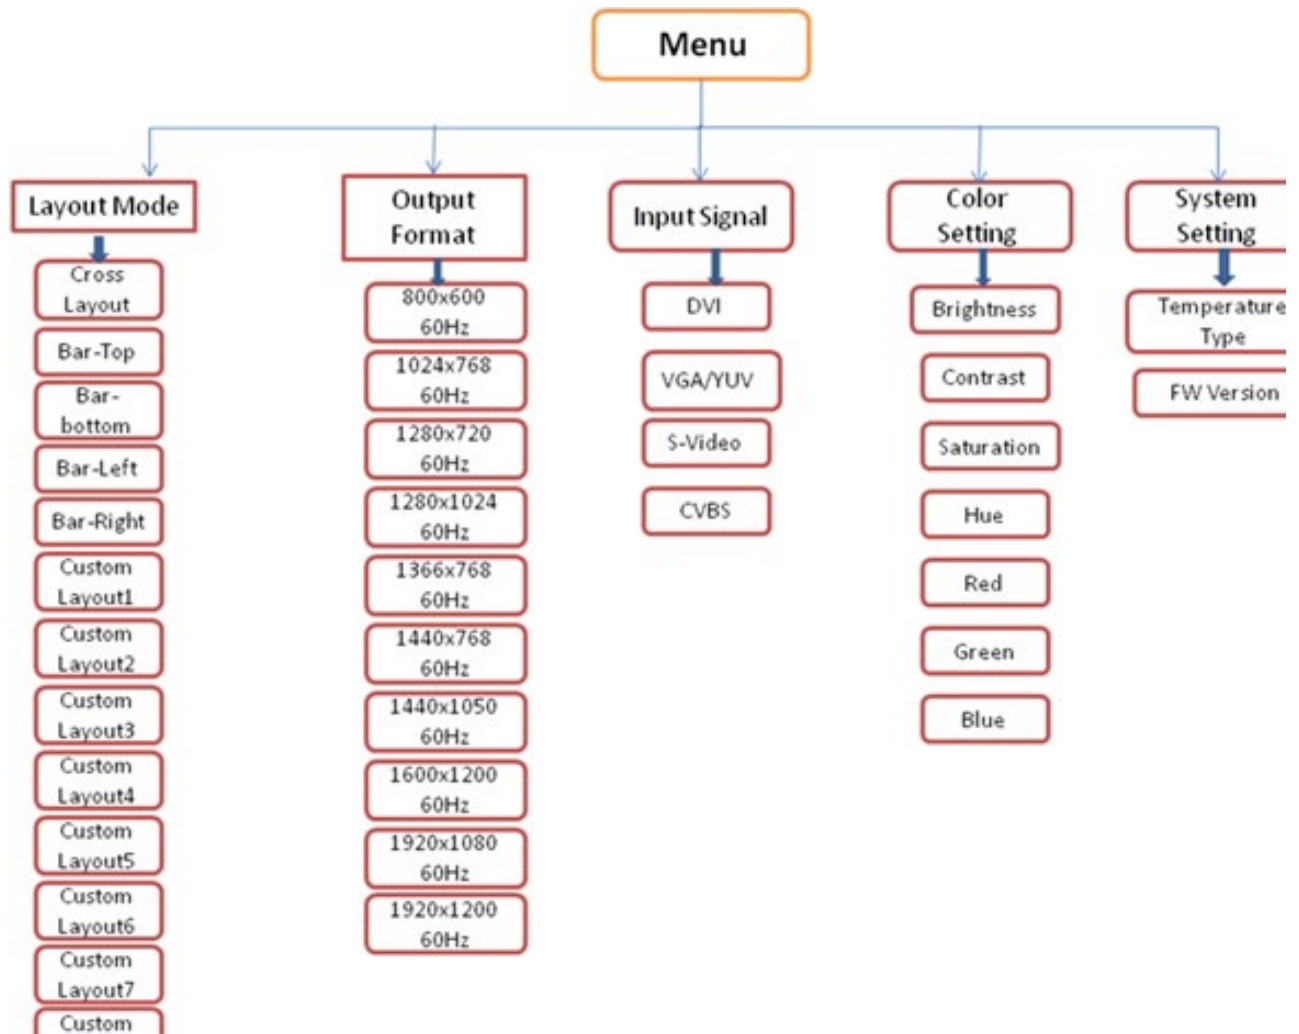 Menu
Layout Mode
Cross
Layout
Bar-Top
Bar-
bottom
Bar-Left
Bar-Right
Custom
Layout1
Custom
Layout2
Custom
Layout3
Custom
Layout4
Custom
Layout5
Custom
Layout6
Custom
Layout7
Custom
Output
Format
800x600
60Hz
1024x768
60Hz
1280x720
60Hz
1280x1024
60Hz
1366x768
60Hz
1440x768
60Hz
1440x1050
60Hz
1600x1200
60Hz
1920x1080
60Hz
1920x1200
60Hz
Input Signal
DVI
VGA/YUV
S-Video
CVBS
Color
Setting
Brightness
Contrast
Saturation
Hue
Red
Green
Blue
System
Setting
Temperature
Type
FW Version